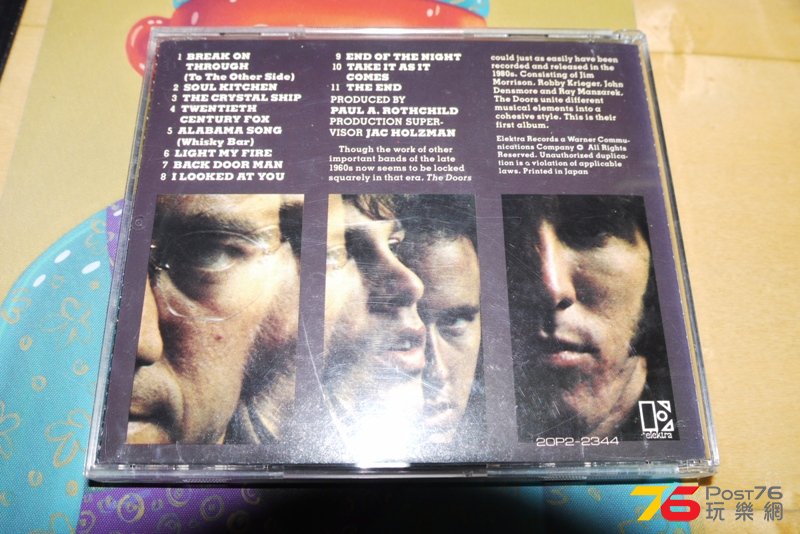 1 BREAK ON
THROUGH
(To The Other Side)
2 SOUL KITCHEN
3 THE CRYSTAL SHIP
4 TWENTIETH
CENTURY FOX
5 ALABAMA SONG
(Whisky Bar)
6 LIGHT MY FIRE
7 BACK DOOR MAN
8 I LOOKED AT YOU
9 END OF THE NIGHT
10 TAKE IT AS IT
COMES
11 THE END
PRODUCED BY
PAUL A. ROTHCHILD
PRODUCTION SUPER-
VISOR JAC HOLZMAN
Though the work of other
important bands of the late
1960s now seems to be locked
squarely in that era, The Doors
could just as easily have been
recorded and released in the
1980s. Consisting of Jim
Morrison, Robby Krieger, John
Densmore and Ray Manzarek,
The Doors unite different
musical elements into a
cohesive style. This is their
first album.
Elektra Records a Warner Commu-
nications Company All Rights
Reserved. Unauthorized duplica-
tion is a violation of applicable
laws. Printed in Japan
elektra
20P2-2344
76 POST76
玩樂網